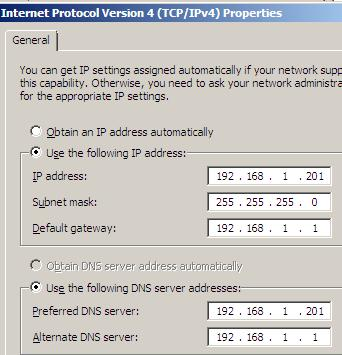 Internet Protocol Version 4 (TCP/IPv4) Properties
General
You can get IP settings assigned automatically if your network supp
this capability. Otherwise, you need to ask your network administra
for the appropriate IP settings.
Obtain an IP address automatically
Use the following IP address:
IP address: 192 . 168 . 1 . 201
Subnet mask: 255 . 255 . 255 . 0
Default gateway: 192 . 168 . 1 . 1
Obtain DNS server address automatically
Use the following DNS server addresses:
Preferred DNS server: 192 . 168 . 1 . 201
Alternate DNS server: 192 . 168 . 1 . 1